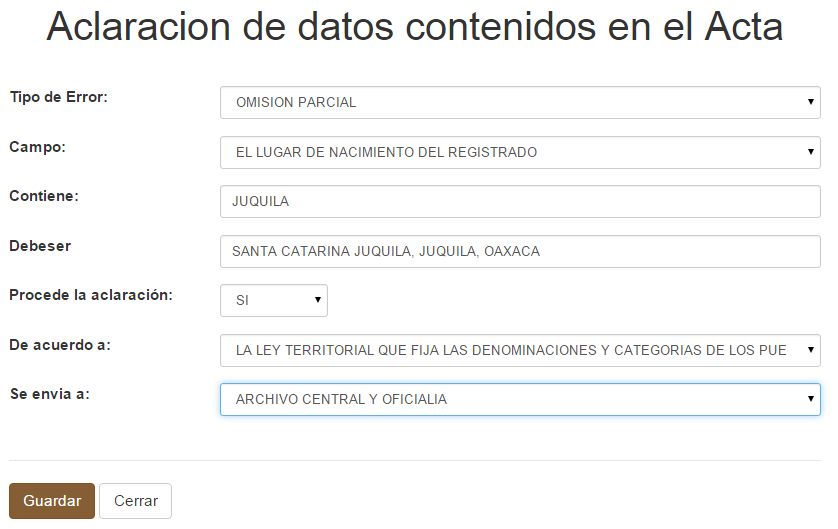 Aclaracion de datos contenidos en el Acta
Tipo de Error: OMISION PARCIAL
Campo: EL LUGAR DE NACIMIENTO DEL REGISTRADO
Contiene: JUQUILA
Debeser SANTA CATARINA JUQUILA, JUQUILA, OAXACA
Procede la aclaración: SI
De acuerdo a: LA LEY TERRITORIAL QUE FIJA LAS DENOMINACIONES Y CATEGORIAS DE LOS PUE
Se envia a: ARCHIVO CENTRAL Y OFICIALIA
Guardar Cerrar